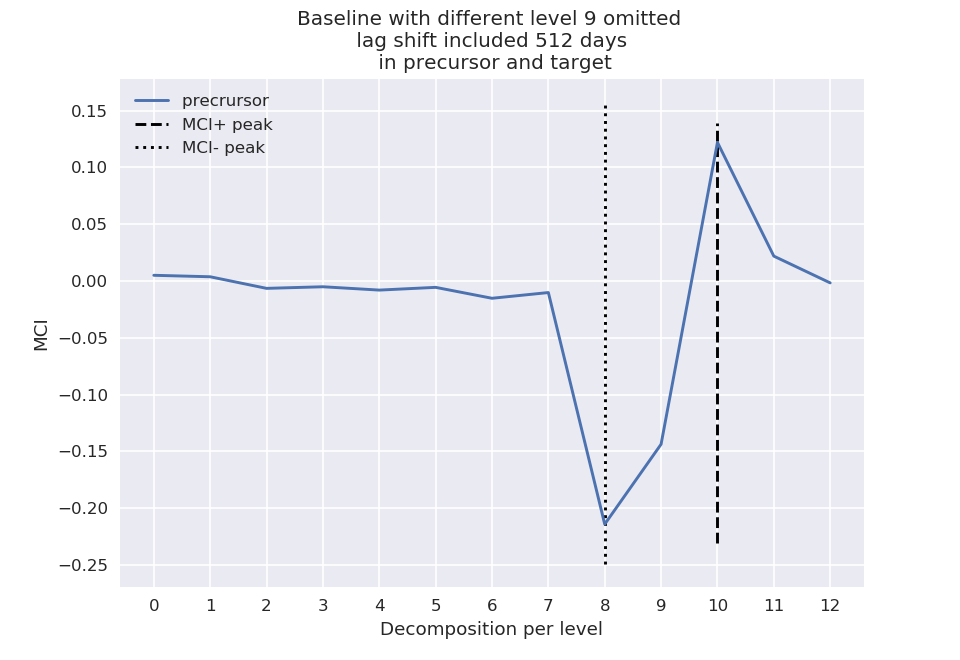 Baseline with different level 9 omitted
lag shift included 512 days
in precursor and target
precrursor
MCI+ peak
MCI- peak
0.15
0.10
0.05
0.00
−0.05
−0.10
−0.15
−0.20
−0.25
MCI
0 1 2 3 4 5 6 7 8 9 10 11 12
Decomposition per level